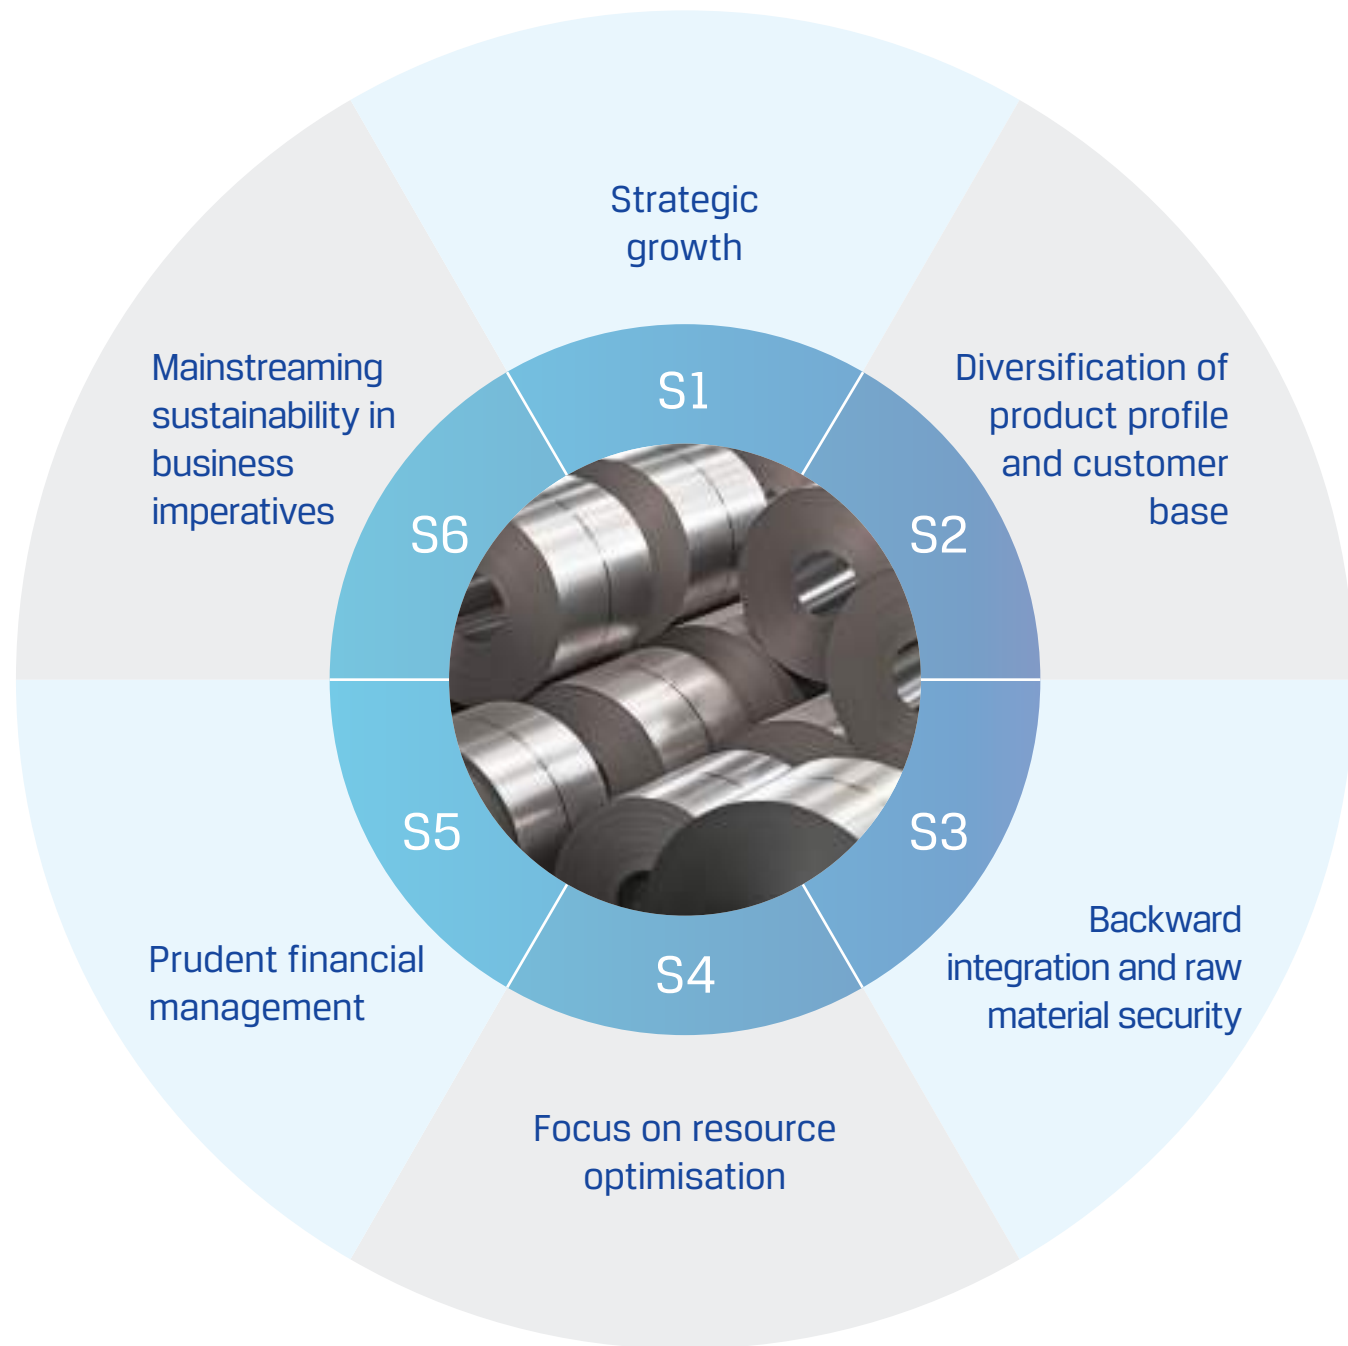 Strategic
growth
S1
Diversification of
product profile
and customer
base
S2
Backward
integration and raw
material security
S3
Focus on resource
optimisation
S4
Prudent financial
management
S5
Mainstreaming
sustainability in
business
imperatives
S6